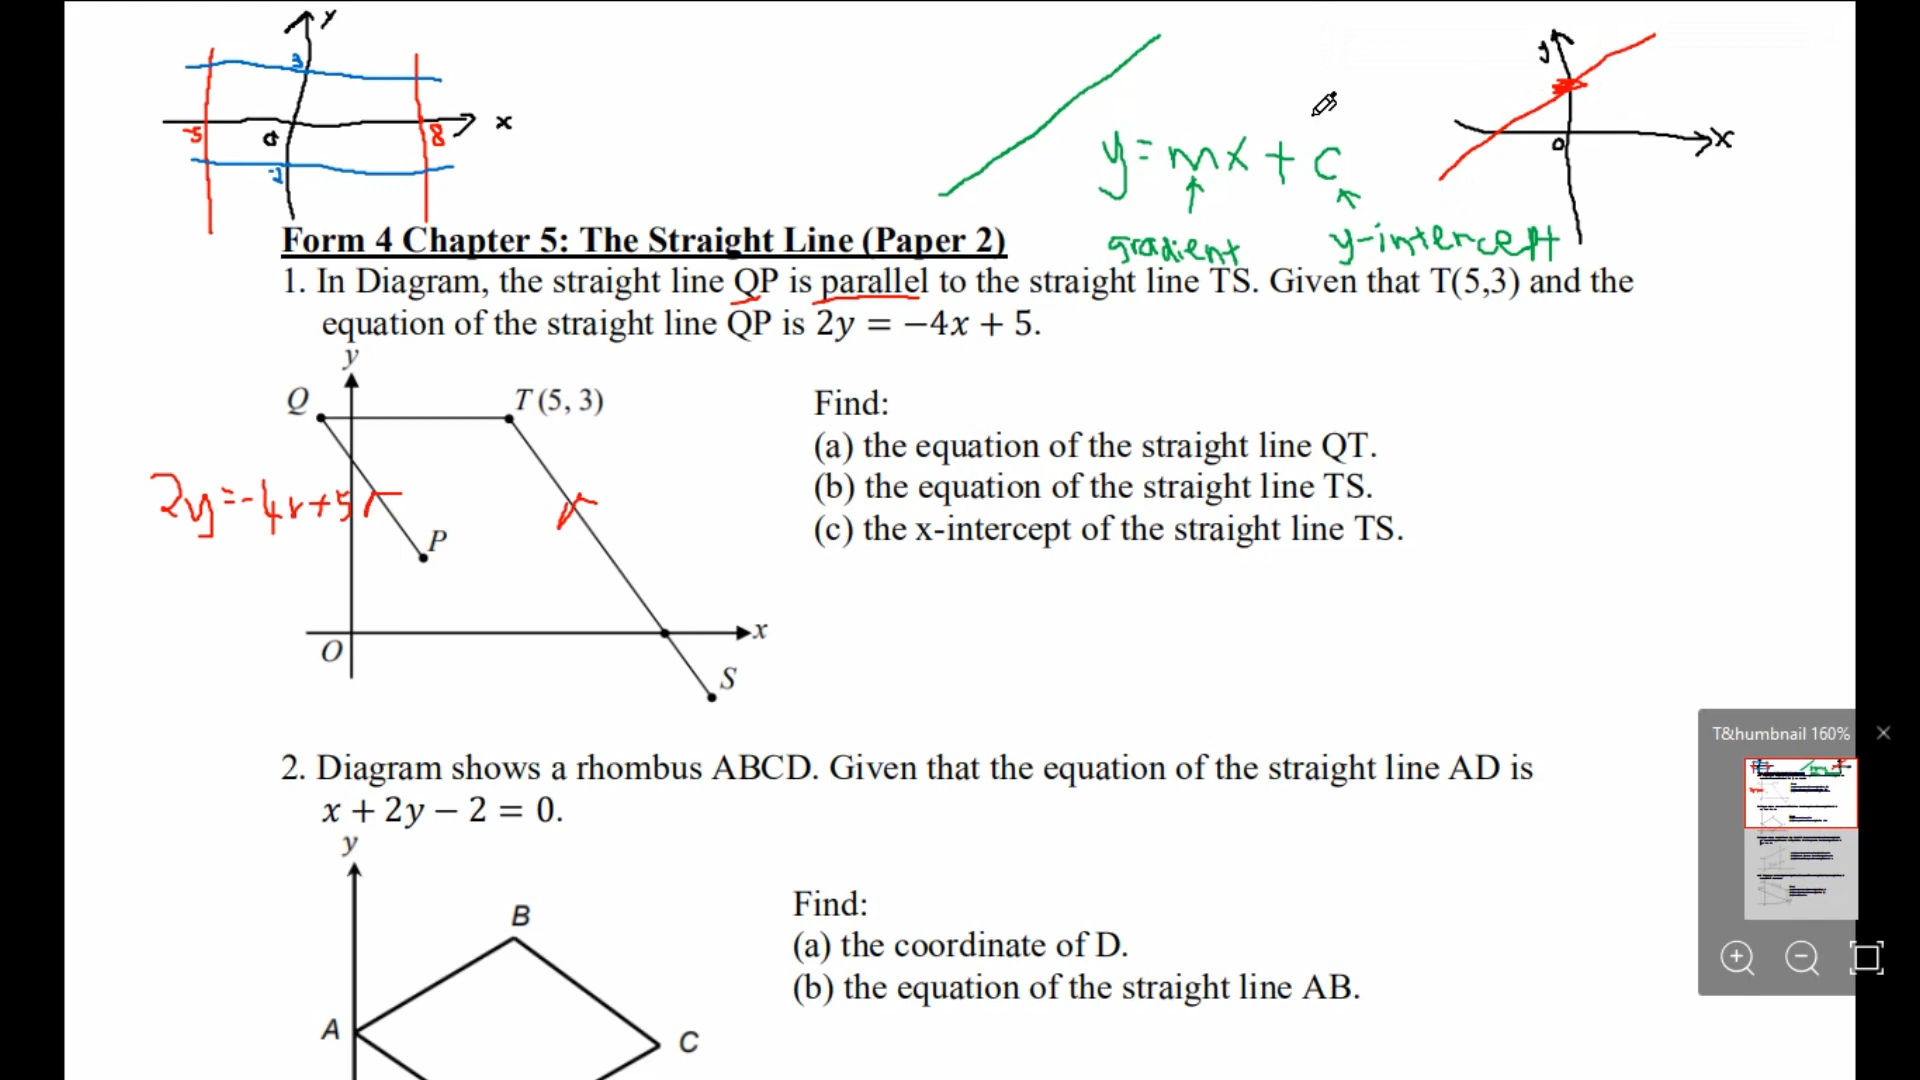 y
3
x
-5
0
8
-2
y
x
0
y = mx + c
gradient
y-intercept
Form 4 Chapter 5: The Straight Line (Paper 2)
1. In Diagram, the straight line QP is parallel to the straight line TS. Given that T(5,3) and the
equation of the straight line QP is 2y = −4x + 5.
y
Q
T (5, 3)
2y=-4x+5
P
O
x
S
Find:
(a) the equation of the straight line QT.
(b) the equation of the straight line TS.
(c) the x-intercept of the straight line TS.
2. Diagram shows a rhombus ABCD. Given that the equation of the straight line AD is
x + 2y − 2 = 0.
y
B
A
C
Find:
(a) the coordinate of D.
(b) the equation of the straight line AB.
T&humbnail 160%